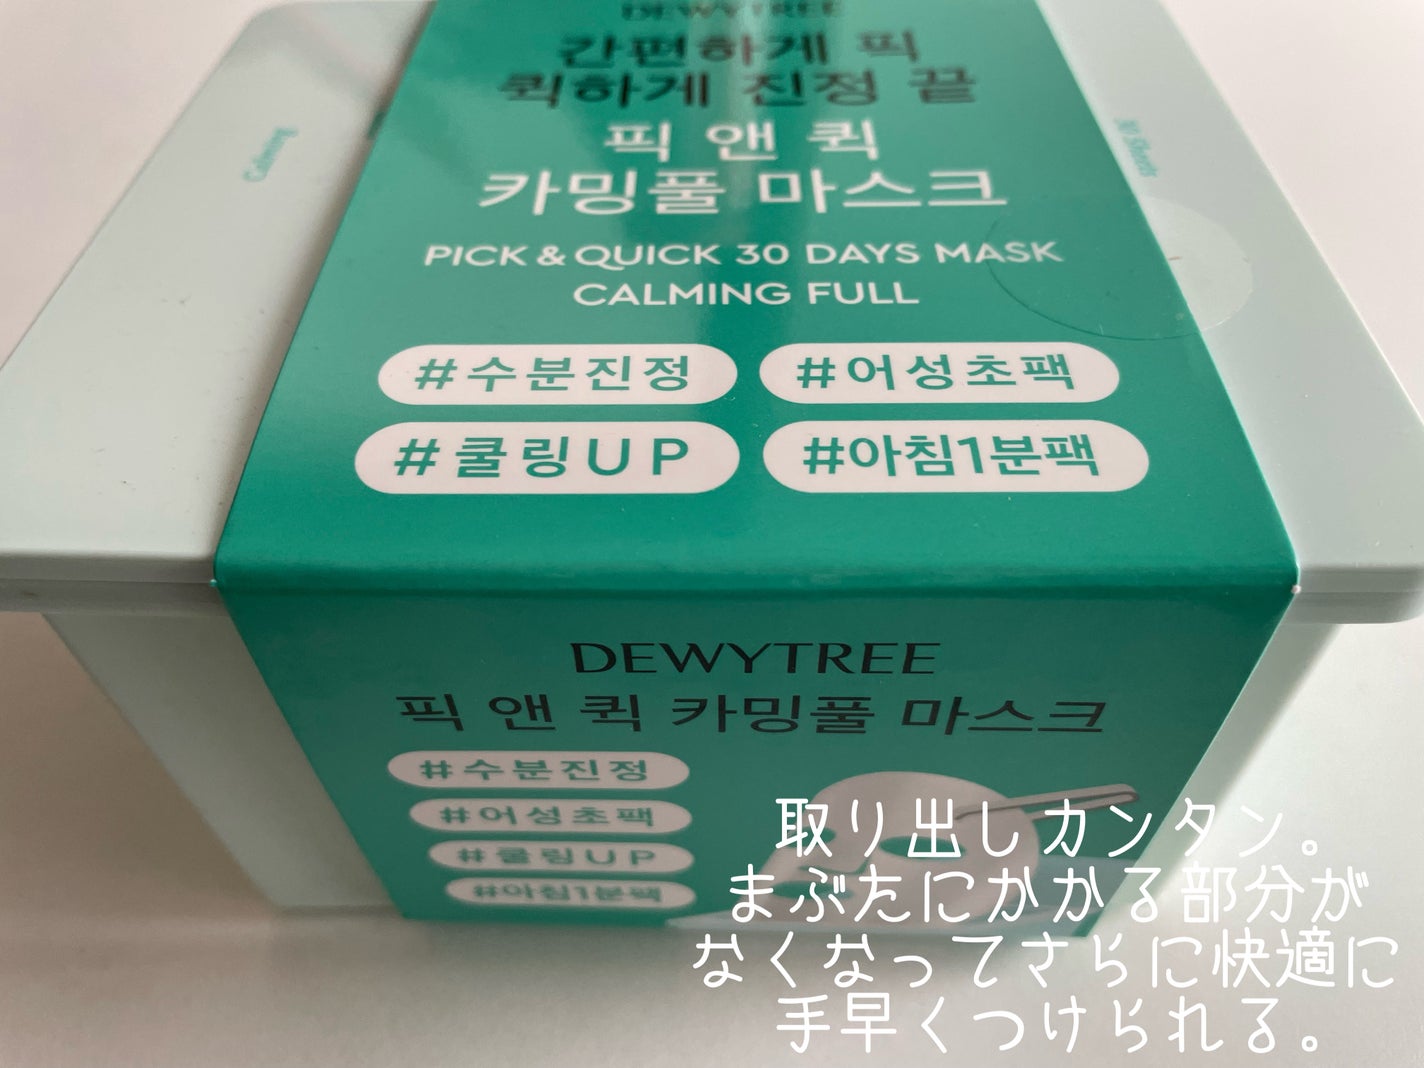 DEWYTREE
간편하게 픽
퀵하게 진정 끝
픽 앤 퀵
카밍풀 마스크
PICK & QUICK 30 DAYS MASK
CALMING FULL
#수분진정 #어성초팩
#쿨링UP #아침1분팩
Calming
30 Sheets
DEWYTREE
픽 앤 퀵 카밍풀 마스크
#수분진정
#어성초팩
#쿨링UP
#아침1분팩
取り出しカンタン。
まぶたにかかる部分が
なくなってさらに快適に
手早くつけられる。